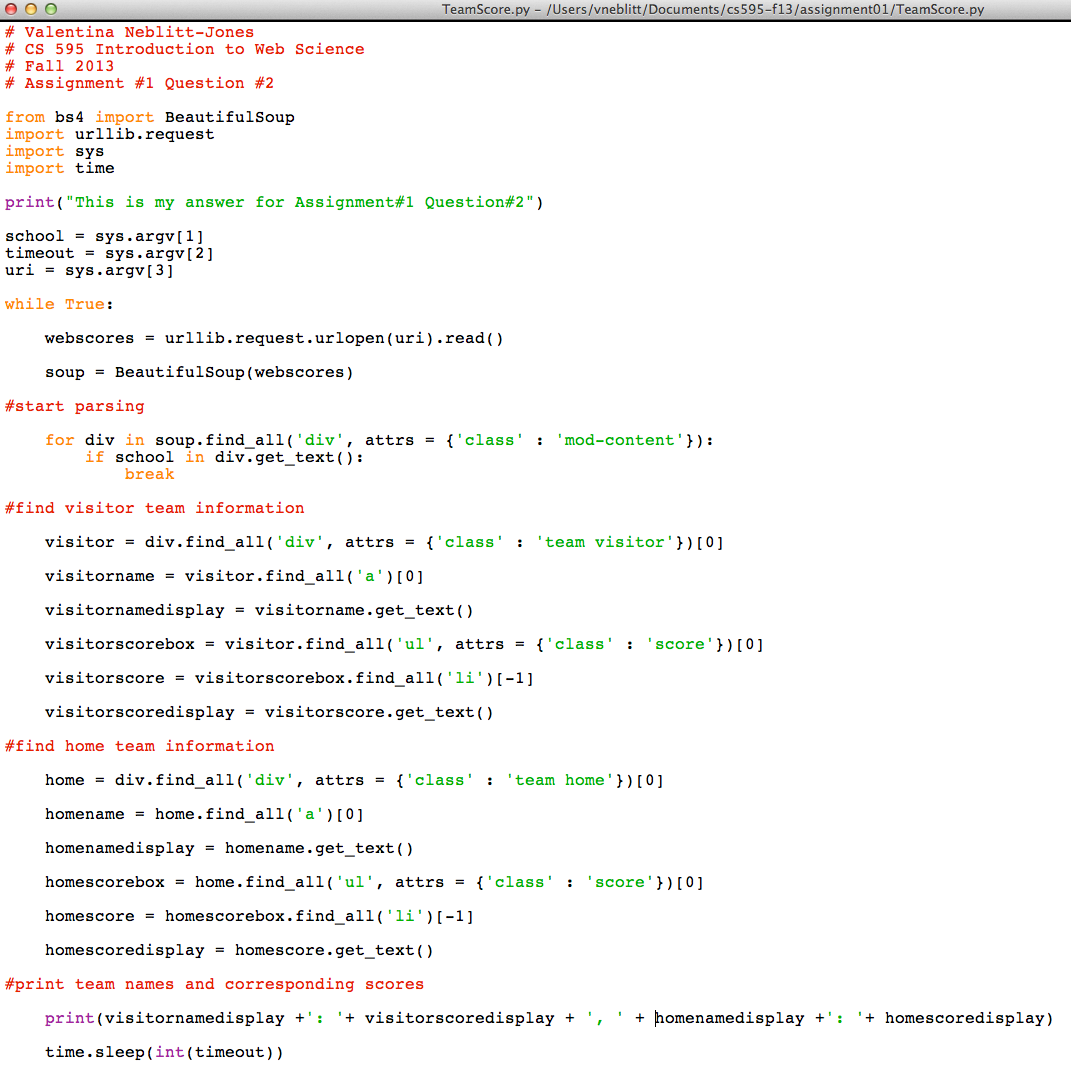 TeamScore.py - /Users/vneblitt/Documents/cs595-f13/assignment01/TeamScore.py
# Valentina Neblitt-Jones
# CS 595 Introduction to Web Science
# Fall 2013
# Assignment #1 Question #2
from bs4 import BeautifulSoup
import urllib.request
import sys
import time
print("This is my answer for Assignment#1 Question#2")
school = sys.argv[1]
timeout = sys.argv[2]
uri = sys.argv[3]
while True:
    webscores = urllib.request.urlopen(uri).read()
    soup = BeautifulSoup(webscores)
#start parsing
    for div in soup.find_all('div', attrs = {'class' : 'mod-content'}):
        if school in div.get_text():
            break
#find visitor team information
    visitor = div.find_all('div', attrs = {'class' : 'team visitor'})[0]
    visitorname = visitor.find_all('a')[0]
    visitornamedisplay = visitorname.get_text()
    visitorscorebox = visitor.find_all('ul', attrs = {'class' : 'score'})[0]
    visitorscore = visitorscorebox.find_all('li')[-1]
    visitorscoredisplay = visitorscore.get_text()
#find home team information
    home = div.find_all('div', attrs = {'class' : 'team home'})[0]
    homename = home.find_all('a')[0]
    homenamedisplay = homename.get_text()
    homescorebox = home.find_all('ul', attrs = {'class' : 'score'})[0]
    homescore = homescorebox.find_all('li')[-1]
    homescoredisplay = homescore.get_text()
#print team names and corresponding scores
    print(visitornamedisplay +': '+ visitorscoredisplay + ', ' + homenamedisplay +': '+ homescoredisplay)
    time.sleep(int(timeout))